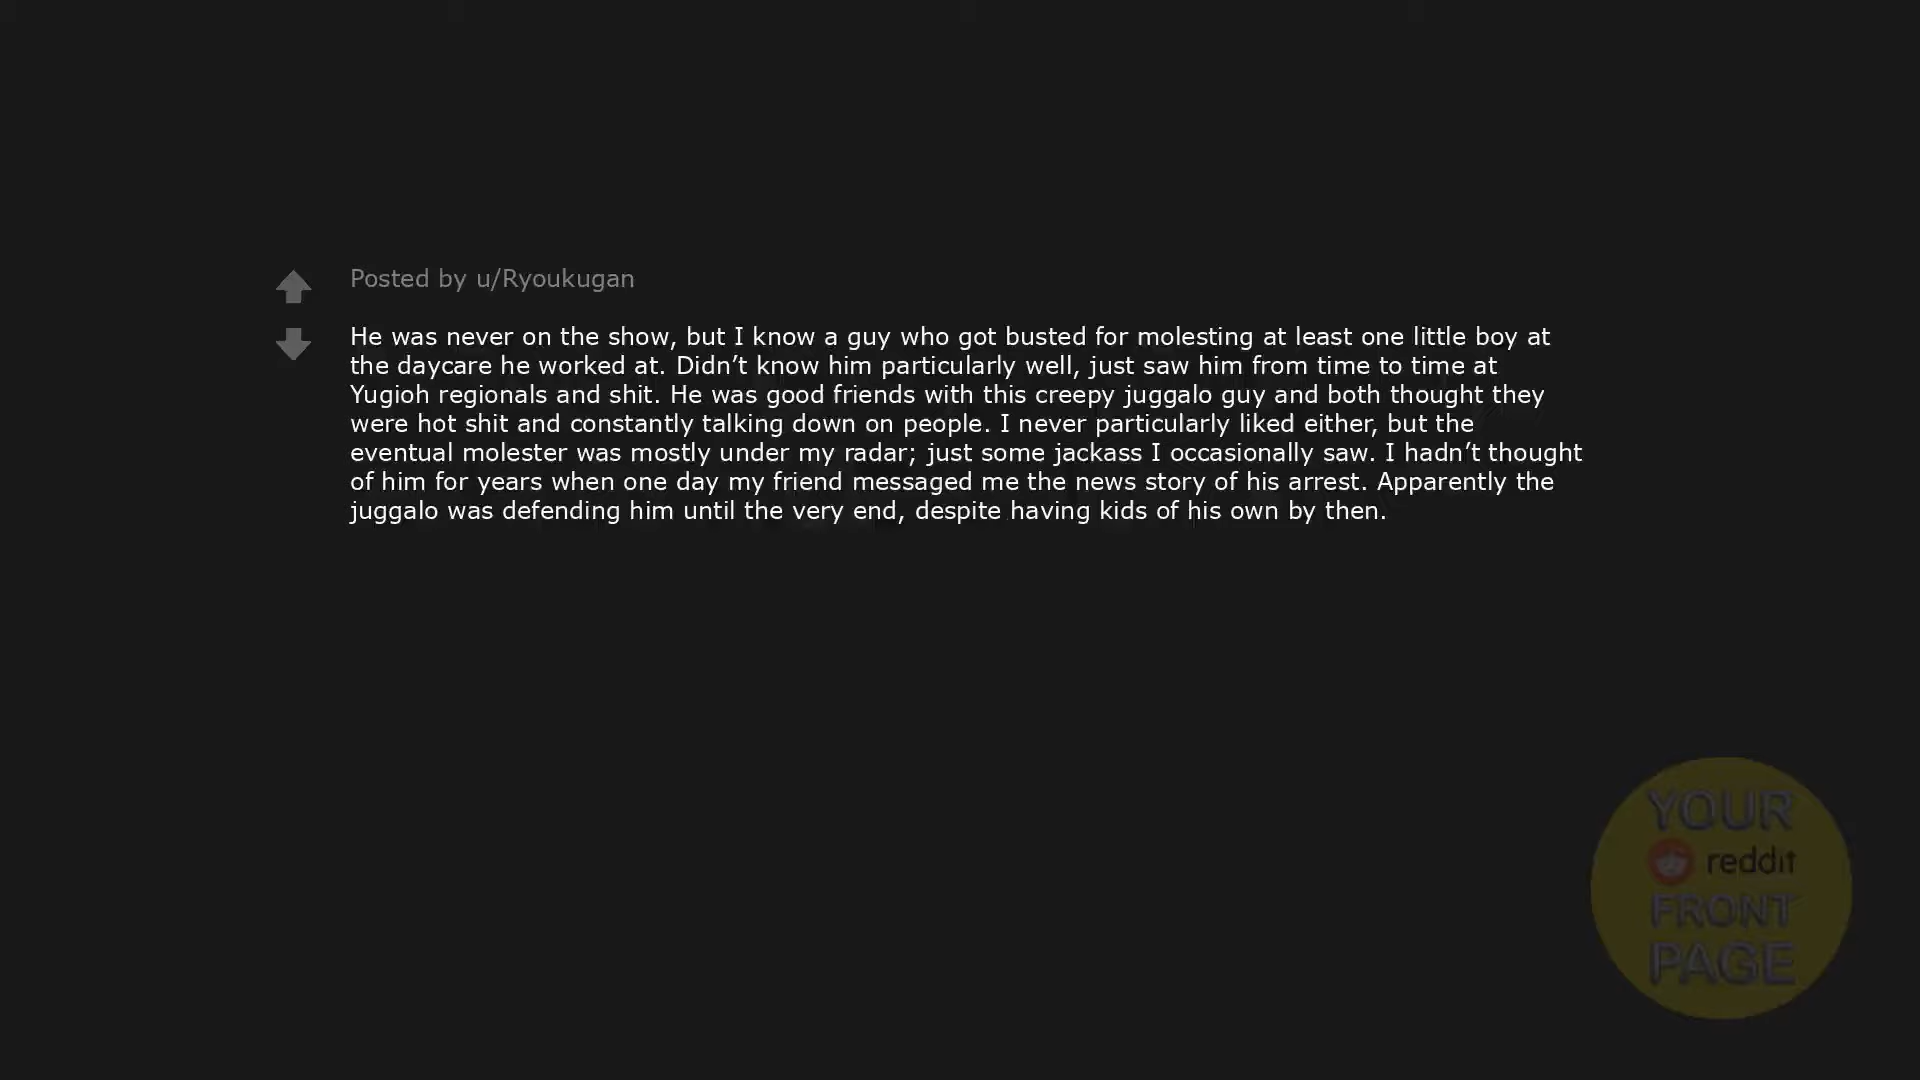 Posted by u/Ryoukugan
He was never on the show, but I know a guy who got busted for molesting at least one little boy at
the daycare he worked at. Didn’t know him particularly well, just saw him from time to time at
Yugioh regionals and shit. He was good friends with this creepy juggalo guy and both thought they
were hot shit and constantly talking down on people. I never particularly liked either, but the
eventual molester was mostly under my radar; just some jackass I occasionally saw. I hadn’t thought
of him for years when one day my friend messaged me the news story of his arrest. Apparently the
juggalo was defending him until the very end, despite having kids of his own by then.
YOUR
reddit
FRONT
PAGE